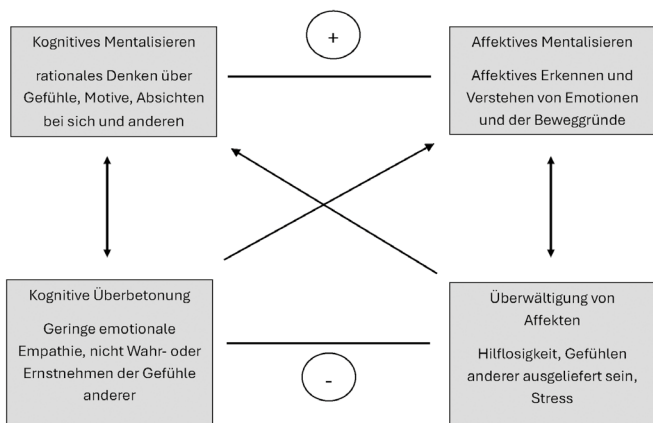 Kognitives Mentalisieren
rationales Denken über
Gefühle, Motive, Absichten
bei sich und anderen
+
Affektives Mentalisieren
Affektives Erkennen und
Verstehen von Emotionen
und der Beweggründe
Kognitive Überbetonung
Geringe emotionale
Empathie, nicht Wahr- oder
Ernstnehmen der Gefühle
anderer
-
Überwältigung von
Affekten
Hilflosigkeit, Gefühlen
anderer ausgeliefert sein,
Stress